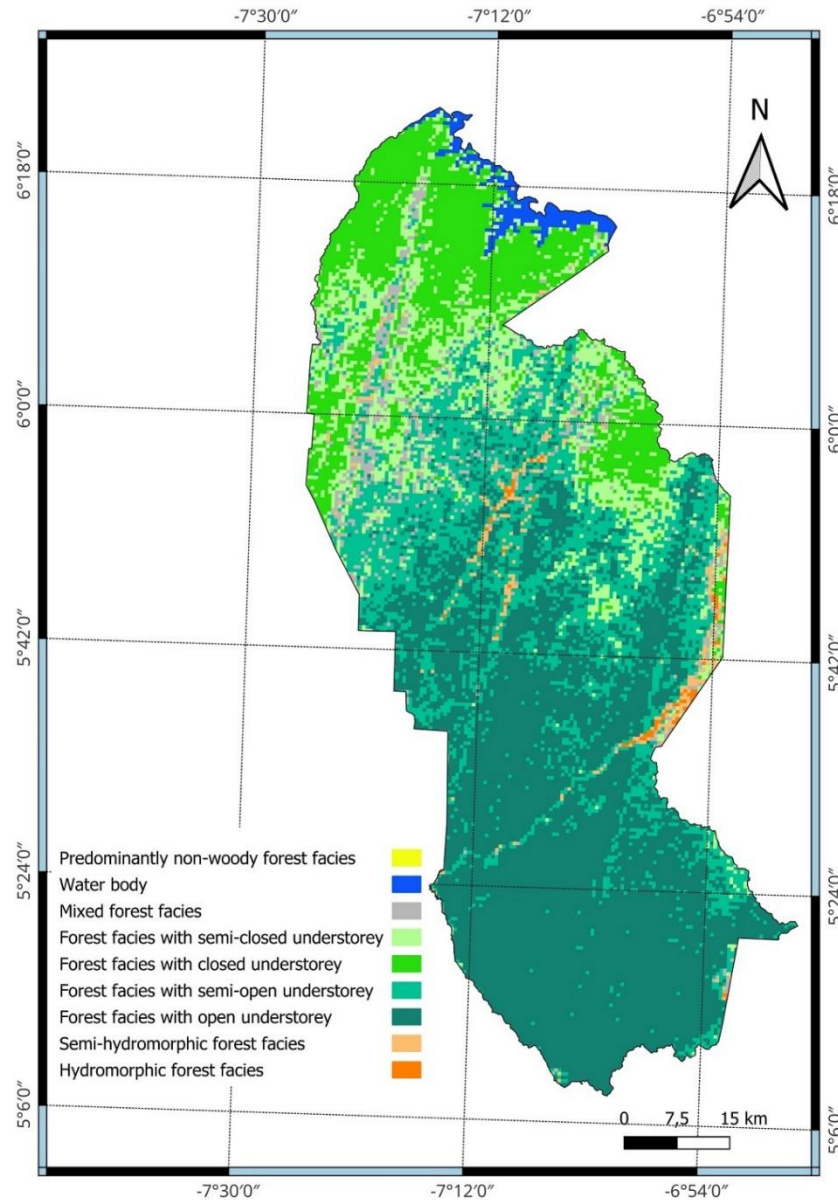 -7°30′0″ -7°12′0″ -6°54′0″
N
6°18′0″ 6°18′0″
6°0′0″ 6°0′0″
5°42′0″ 5°42′0″
Predominantly non-woody forest facies
Water body
5°24′0″ 5°24′0″
Mixed forest facies
Forest facies with semi-closed understorey
Forest facies with closed understorey
Forest facies with semi-open understorey
Forest facies with open understorey
Semi-hydromorphic forest facies
Hydromorphic forest facies
5°6′0″ 5°6′0″
0 7,5 15 km
-7°30′0″ -7°12′0″ -6°54′0″